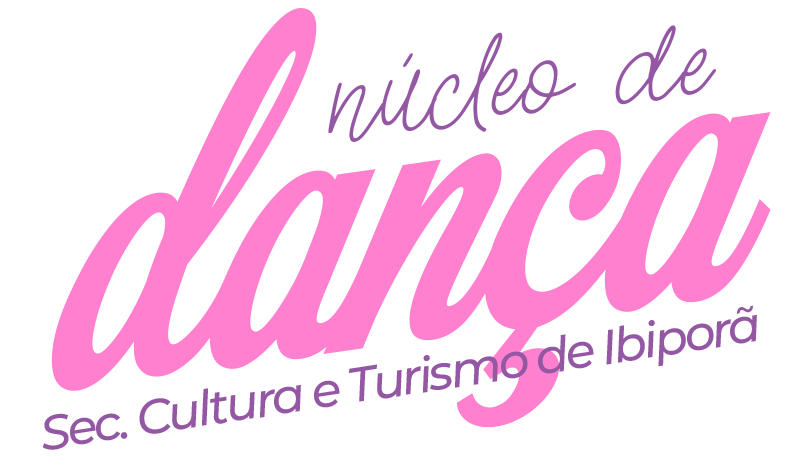 núcleo de
dança
Sec. Cultura e Turismo de Ibiporã